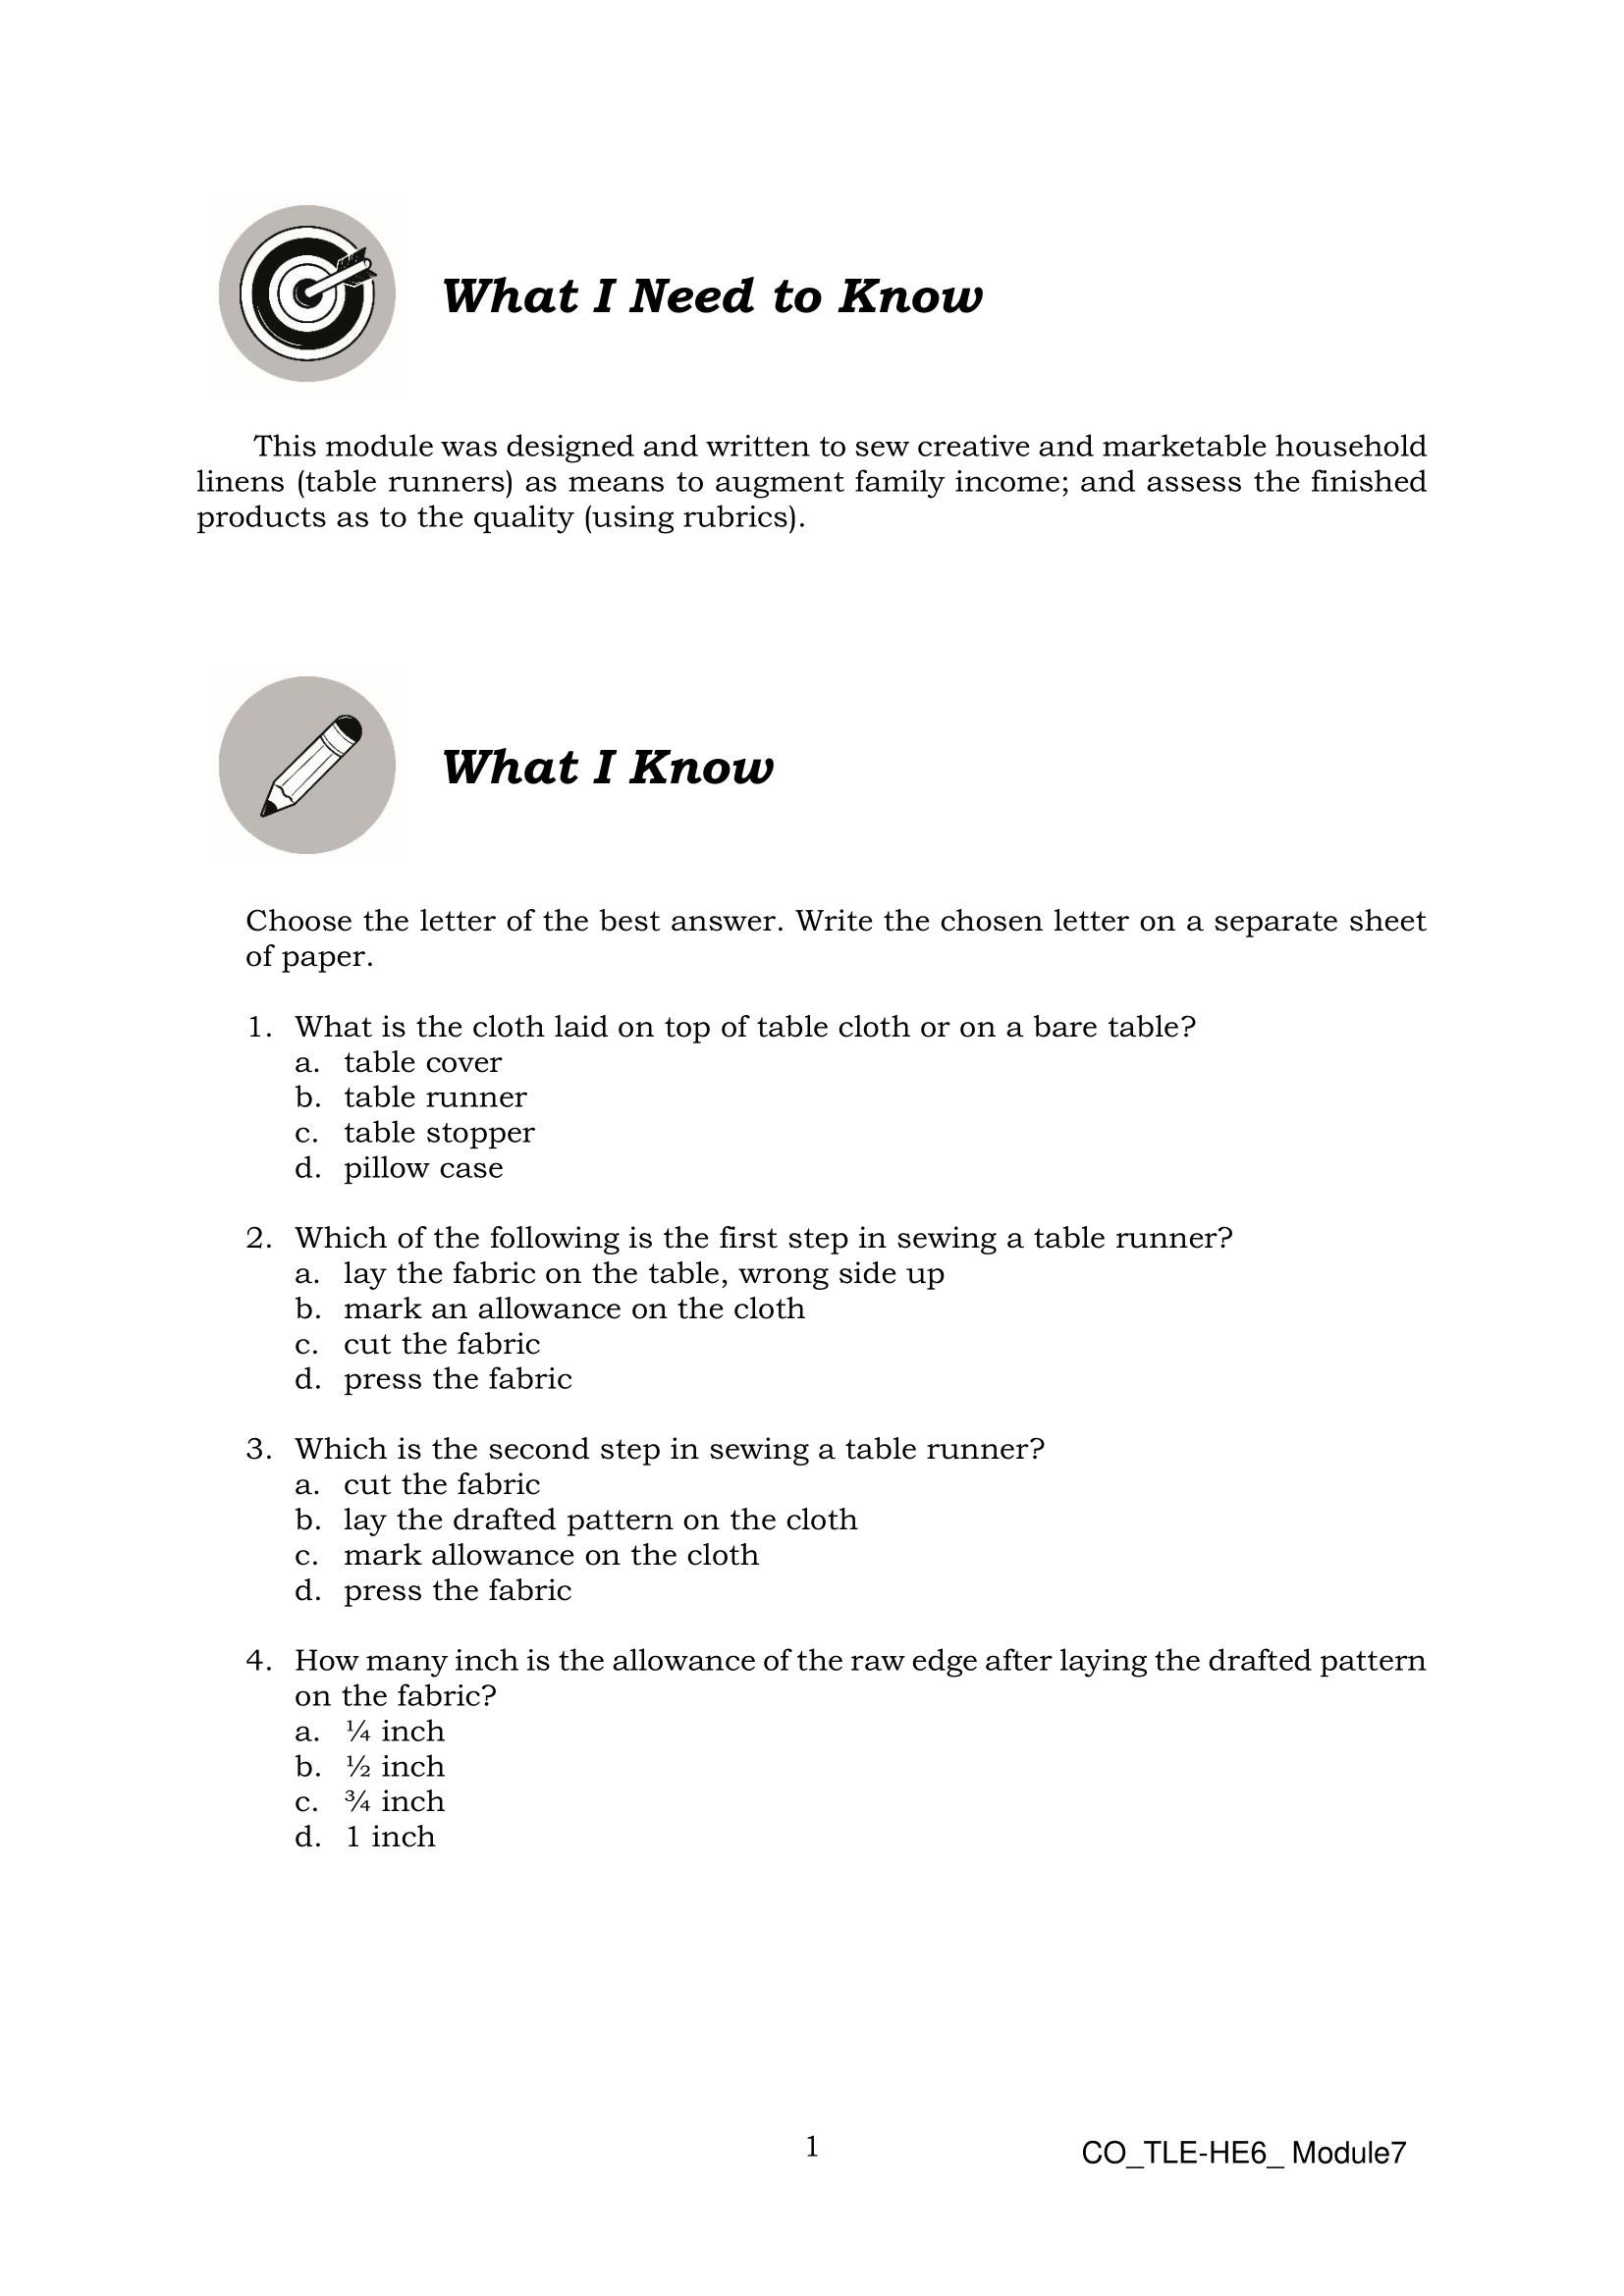 What I Need to Know
This module was designed and written to sew creative and marketable household
linens (table runners) as means to augment family income; and assess the finished
products as to the quality (using rubrics).
What I Know
Choose the letter of the best answer. Write the chosen letter on a separate sheet
of paper.
1. What is the cloth laid on top of table cloth or on a bare table?
a. table cover
b. table runner
c. table stopper
d. pillow case
2. Which of the following is the first step in sewing a table runner?
a. lay the fabric on the table, wrong side up
b. mark an allowance on the cloth
c. cut the fabric
d. press the fabric
3. Which is the second step in sewing a table runner?
a. cut the fabric
b. lay the drafted pattern on the cloth
c. mark allowance on the cloth
d. press the fabric
4. How many inch is the allowance of the raw edge after laying the drafted pattern
on the fabric?
a. ¼ inch
b. ½ inch
c. ¾ inch
d. 1 inch
1
CO_TLE-HE6_ Module7